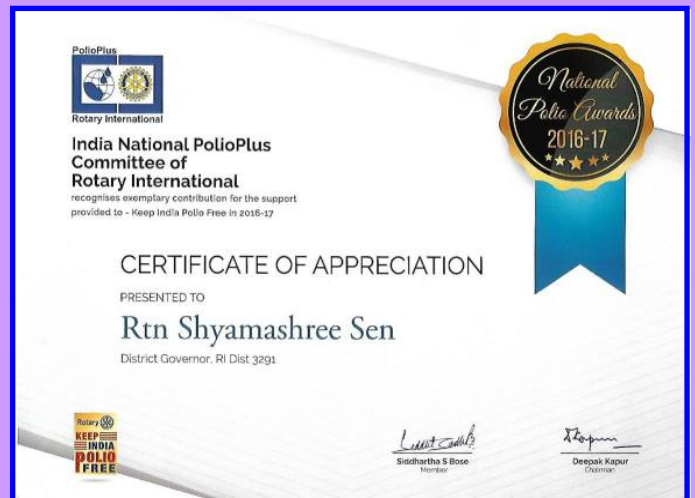 PolioPlus
Rotary International
India National PolioPlus
Committee of
Rotary International
recognises exemplary contribution for the support
provided to - Keep India Polio Free in 2016-17
National
Polio Awards
2016-17
CERTIFICATE OF APPRECIATION
PRESENTED TO
Rtn Shyamashree Sen
District Governor, RI Dist 3291
Rotary
KEEP
INDIA
POLIO
FREE
Siddhartha S Bose
Member
Deepak Kapur
Chairman